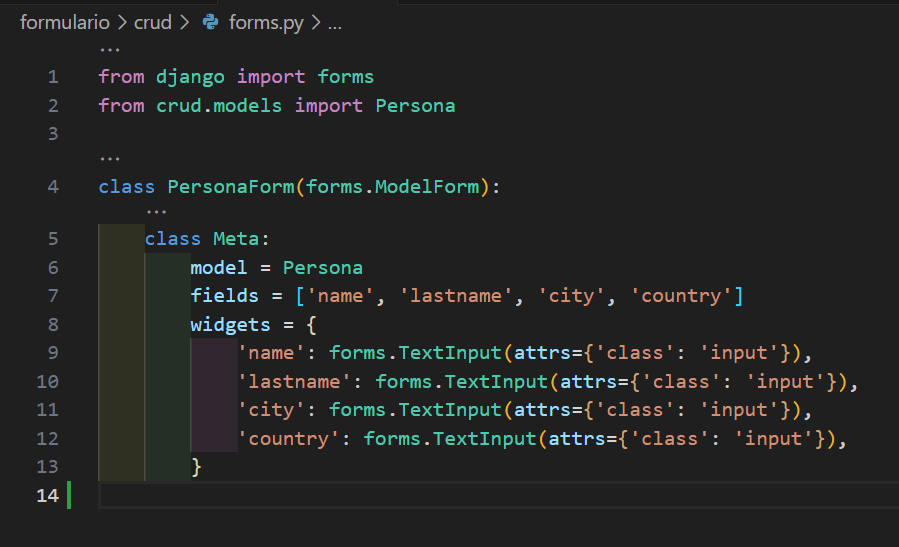 formulario > crud > forms.py > ...
...
1 from django import forms
2 from crud.models import Persona
3
...
4 class PersonaForm(forms.ModelForm):
...
5     class Meta:
6         model = Persona
7         fields = ['name', 'lastname', 'city', 'country']
8         widgets = {
9             'name': forms.TextInput(attrs={'class': 'input'}),
10             'lastname': forms.TextInput(attrs={'class': 'input'}),
11             'city': forms.TextInput(attrs={'class': 'input'}),
12             'country': forms.TextInput(attrs={'class': 'input'}),
13         }
14